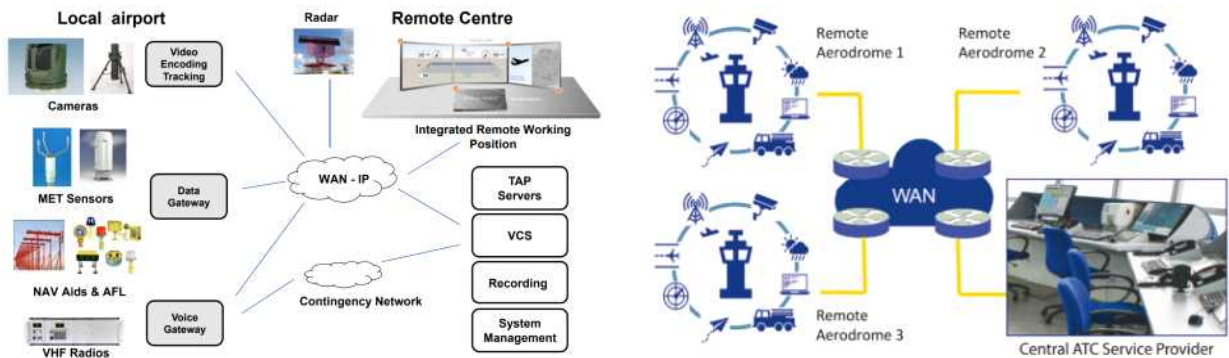 Local airport
Video
Encoding
Tracking
Cameras
MET Sensors
Data
Gateway
NAV Aids & AFL
Voice
Gateway
VHF Radios
Radar
WAN - IP
Contingency Network
Remote Centre
Integrated Remote Working
Position
TAP
Servers
VCS
Recording
System
Management
Remote
Aerodrome 1
Remote
Aerodrome 2
WAN
Remote
Aerodrome 3
Central ATC Service Provider